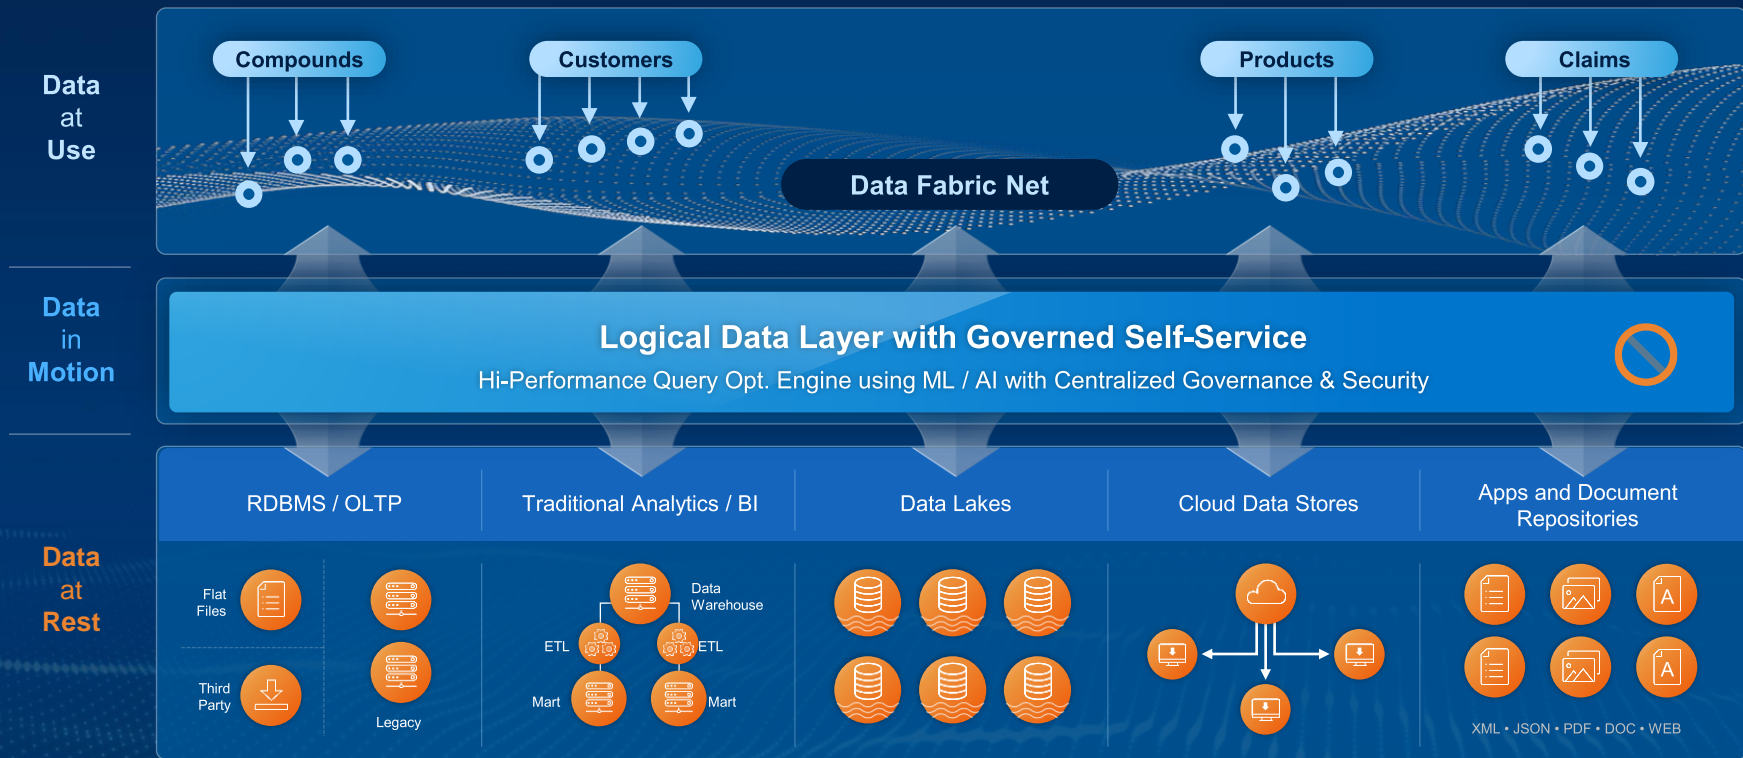 Data
at
Use
Compounds
Customers
Products
Claims
Data Fabric Net
Data
in
Motion
Logical Data Layer with Governed Self-Service
Hi-Performance Query Opt. Engine using ML / AI with Centralized Governance & Security
Data
at
Rest
RDBMS / OLTP
Traditional Analytics / BI
Data Lakes
Cloud Data Stores
Apps and Document
Repositories
Flat
Files
Third
Party
Legacy
Data
Warehouse
ETL
ETL
Mart
Mart
A
A
XML • JSON • PDF • DOC • WEB